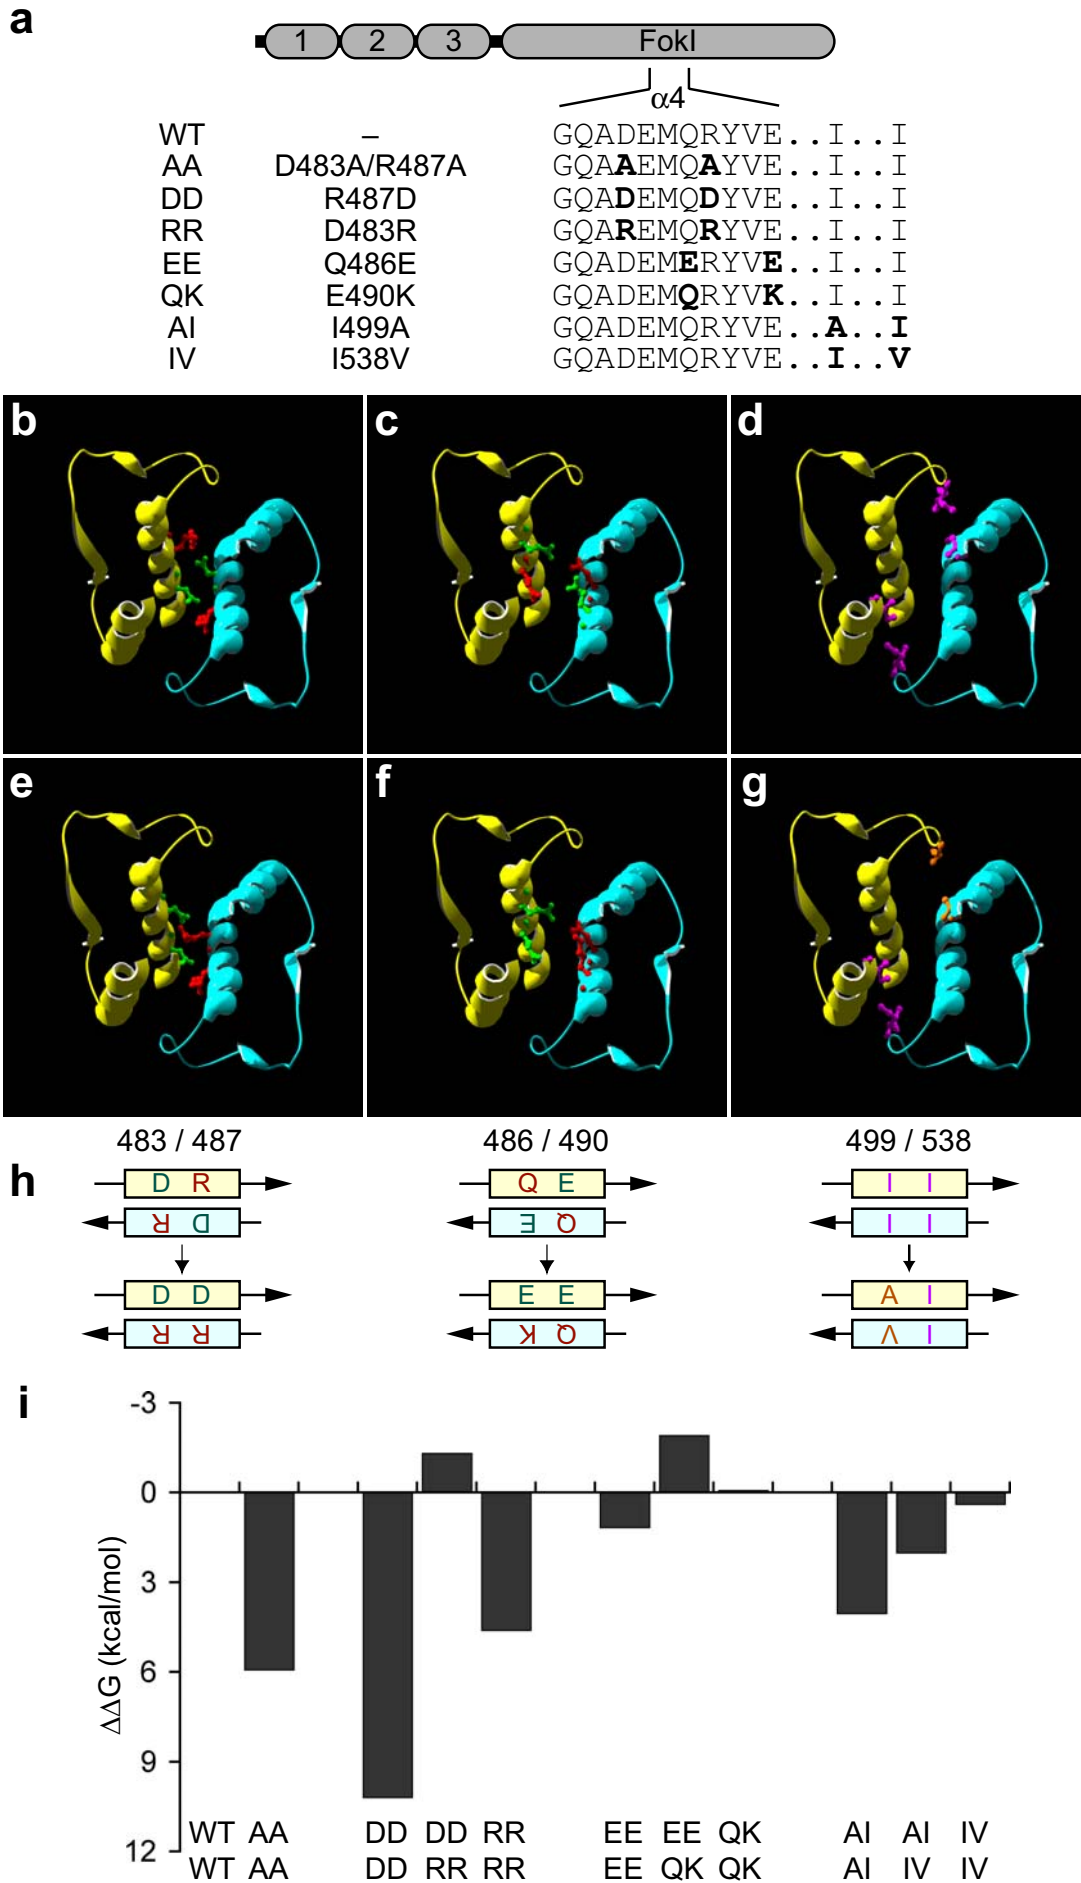 a
1 2 3 FokI
α4
WT – GQADEMQRYVE..I..I
AA D483A/R487A GQAAEMQAYVE..I..I
DD R487D GQADEMQDYVE..I..I
RR D483R GQAREMQRYVE..I..I
EE Q486E GQADEMERYVE..I..I
QK E490K GQADEMQRYVK..I..I
AI I499A GQADEMQRYVE..A..I
IV I538V GQADEMQRYVE..I..V
b c d
e f g
483 / 487 486 / 490 499 / 538
h
D R Q E I I
R D E Q I I
D D E E A I
R R K Q V I
i
-3
0
3
6
9
12
ΔΔG (kcal/mol)
WT AA DD DD RR EE EE QK AI AI IV
WT AA DD RR RR EE QK QK AI IV IV